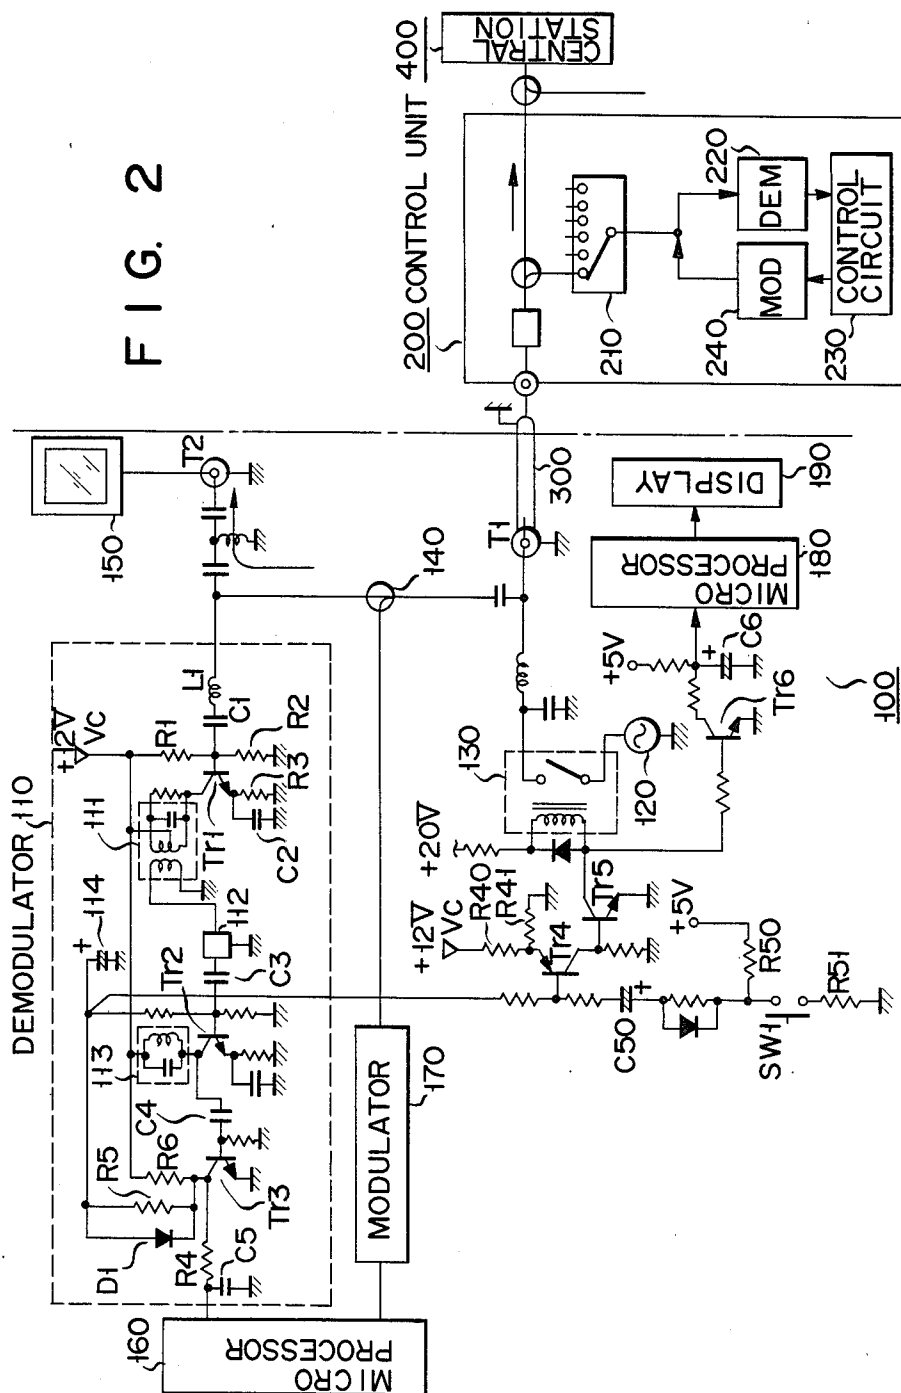 FIG. 2
DEMODULATOR 110
+12V
VC
114
111
113
112
L1
C1
R1
R2
R3
C2
Tr1
Tr2
C3
C4
R5
R6
Tr3
D1
R4
C5
150
T2
140
160
MICRO
PROCESSOR
MODULATOR
170
200 CONTROL UNIT
400
CENTRAL
STATION
210
220
DEM
240
MOD
230
CONTROL
CIRCUIT
300
T1
130
120
+20V
+12V
VC
R40
R41
Tr4
Tr5
C50
+
+5V
R50
SW1
R51
+5V
+
C6
Tr6
MICRO
PROCESSOR
180
DISPLAY
190
100
+